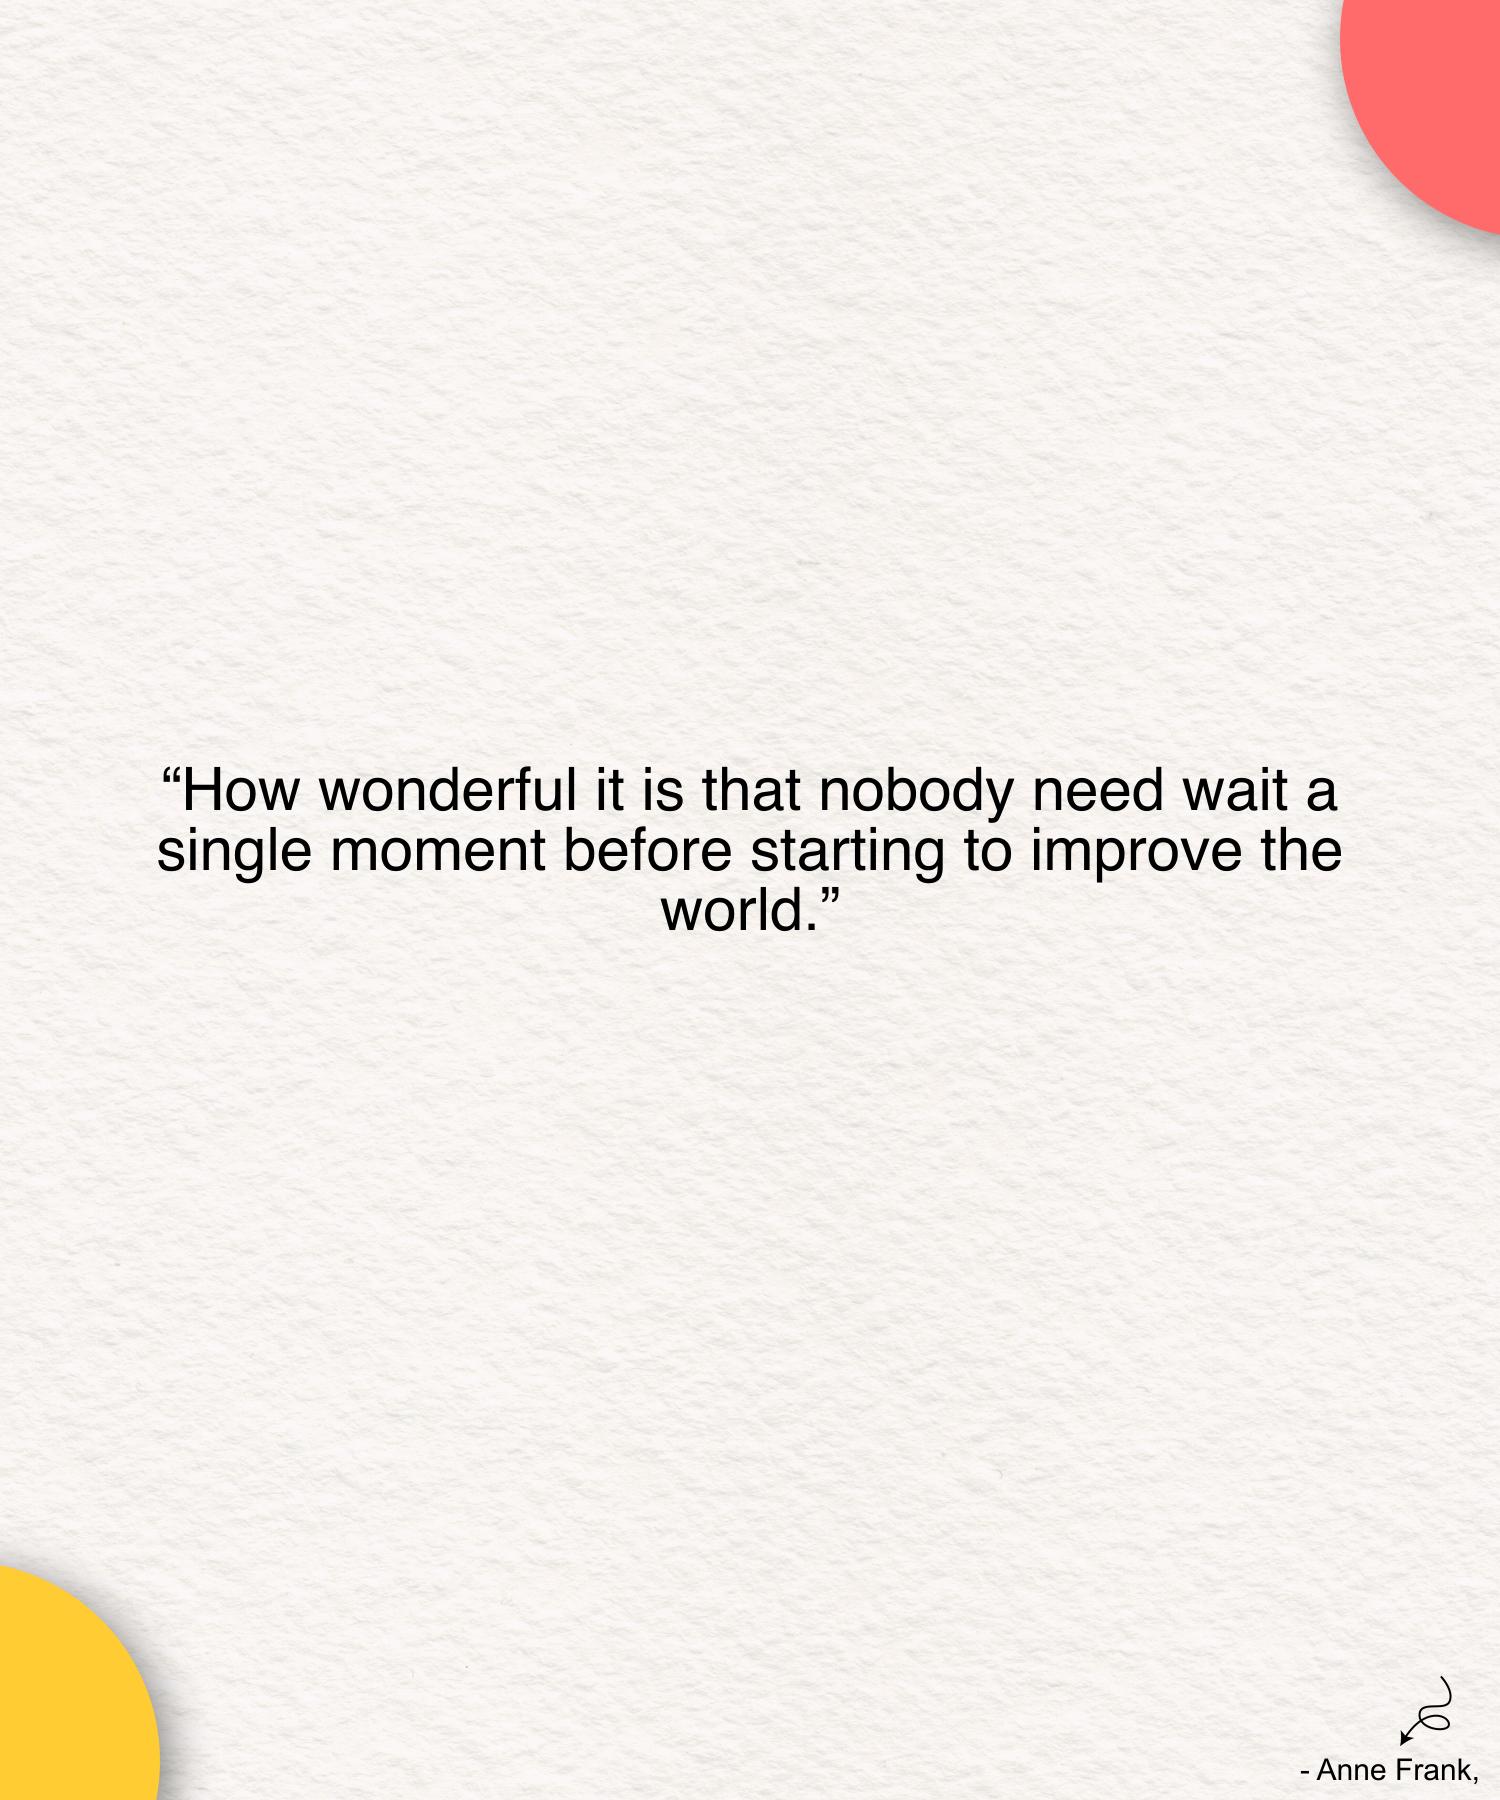 “How wonderful it is that nobody need wait a
single moment before starting to improve the
world.”
- Anne Frank,